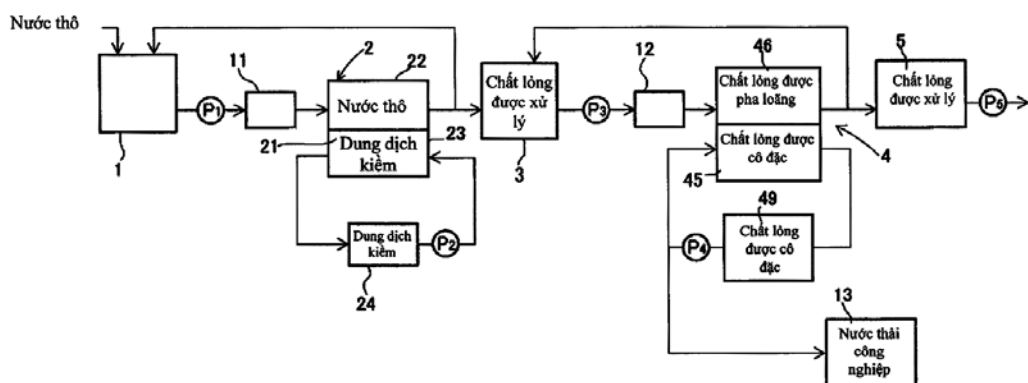 Nước thô
1
P1
11
2
22
Nước thô
21
23
Dung dịch
kiềm
Dung dịch
kiềm
P2
24
Chất lỏng
được xử
lý
3
P3
12
46
Chất lỏng được
pha loãng
Chất lỏng được
cô đặc
45
4
49
Chất lỏng
được cô
đặc
P4
13
Nước thải
công
nghiệp
5
Chất lỏng
được xử lý
P5